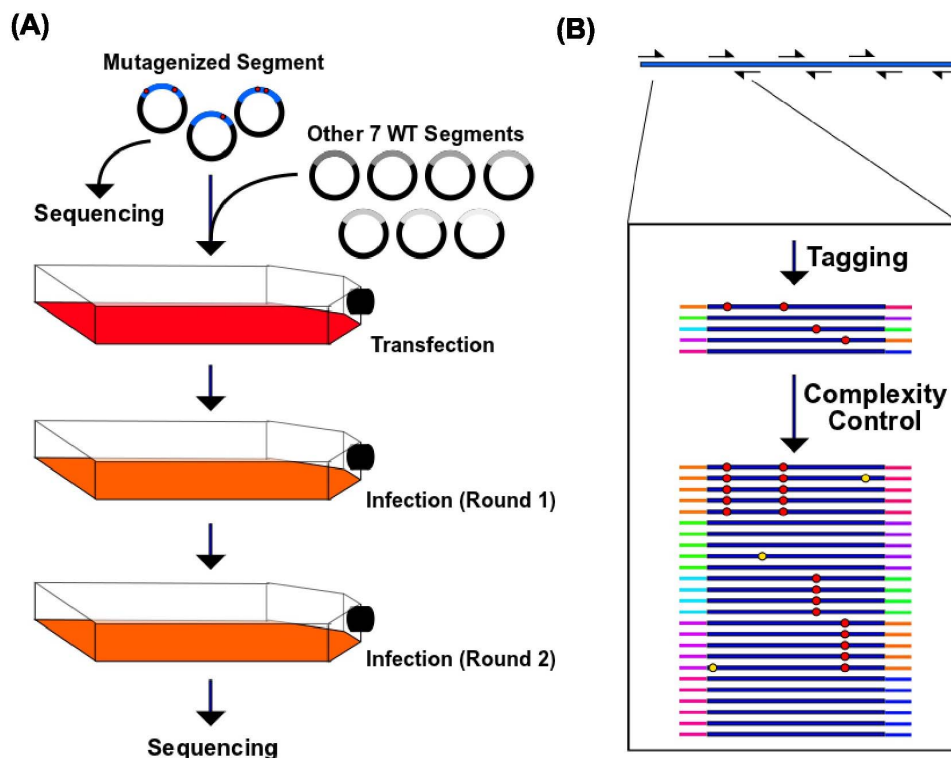 (A)
Mutagenized Segment
Other 7 WT Segments
Sequencing
Transfection
Infection (Round 1)
Infection (Round 2)
Sequencing
(B)
Tagging
Complexity
Control